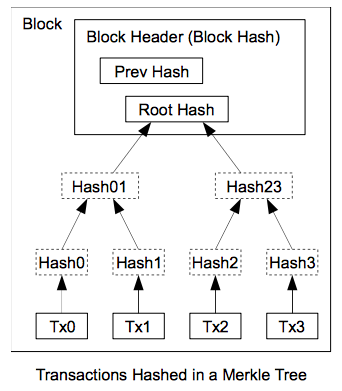 Block
Block Header (Block Hash)
Prev Hash
Root Hash
Hash01
Hash23
Hash0
Hash1
Hash2
Hash3
Tx0
Tx1
Tx2
Tx3
Transactions Hashed in a Merkle Tree